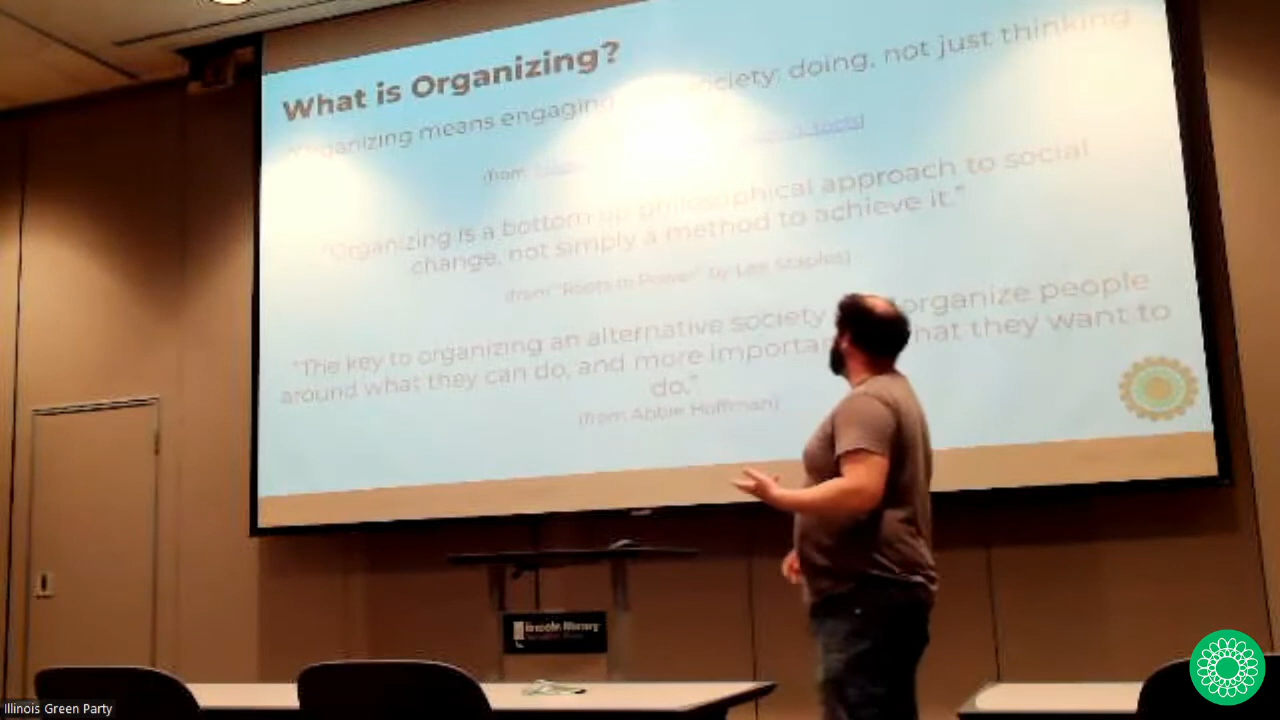 What is Organizing?
Organizing means engaging society: doing, not just thinking
(from
"Organizing is a bottom up philosophical approach to social
change, not simply a method to achieve it."
(from "Roots to Power" by Lee Staples)
"The key to organizing an alternative society organize people
around what they can do, and more what they want to
do."
(from Abbie Hoffman)
Lincoln Library
Illinois Green Party